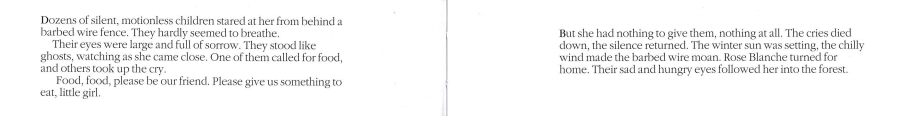 Dozens of silent, motionless children stared at her from behind a
barbed wire fence. They hardly seemed to breathe.
Their eyes were large and full of sorrow. They stood like
ghosts, watching as she came close. One of them called for food,
and others took up the cry.
Food, food, please be our friend. Please give us something to
eat, little girl.
But she had nothing to give them, nothing at all. The cries died
down, the silence returned. The winter sun was setting, the chilly
wind made the barbed wire moan. Rose Blanche turned for
home. Their sad and hungry eyes followed her into the forest.